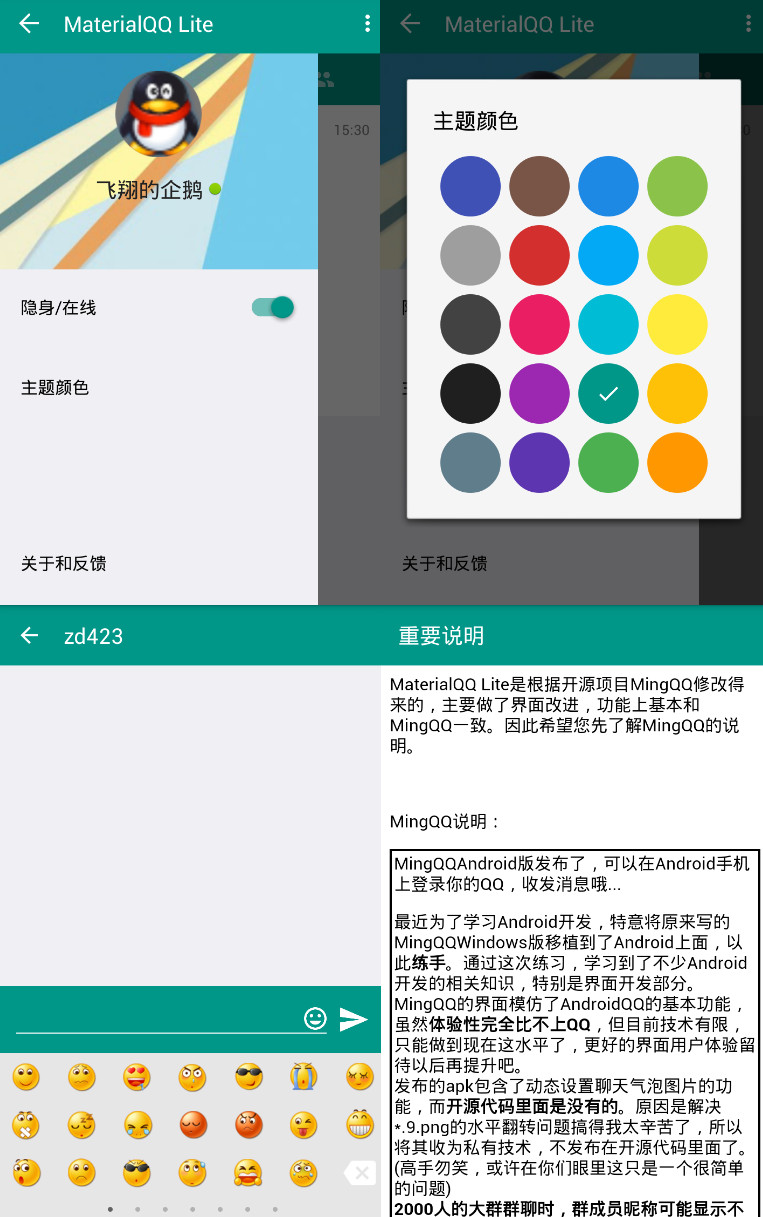 MaterialQQ Lite
15:30
飞翔的企鹅
隐身/在线
主题颜色
关于和反馈
MaterialQQ Lite
主题颜色
关于和反馈
zd423
重要说明
MaterialQQ Lite是根据开源项目MingQQ修改得
来的，主要做了界面改进，功能上基本和
MingQQ一致。因此希望您先了解MingQQ的说
明。
MingQQ说明：
MingQQAndroid版发布了，可以在Android手机
上登录你的QQ，收发消息哦...
最近为了学习Android开发，特意将原来写的
MingQQWindows版移植到了Android上面，以
此练手。通过这次练习，学习到了不少Android
开发的相关知识，特别是界面开发部分。
MingQQ的界面模仿了AndroidQQ的基本功能，
虽然体验性完全比不上QQ，但目前技术有限，
只能做到现在这水平了，更好的界面用户体验留
待以后再提升吧。
发布的apk包含了动态设置聊天气泡图片的功
能，而开源代码里面是没有的。原因是解决
*.9.png的水平翻转问题搞得我太辛苦了，所以
将其收为私有技术，不发布在开源代码里面了。
(高手勿笑，或许在你们眼里这只是一个很简单
的问题)
2000人的大群群聊时，群成员昵称可能显示不